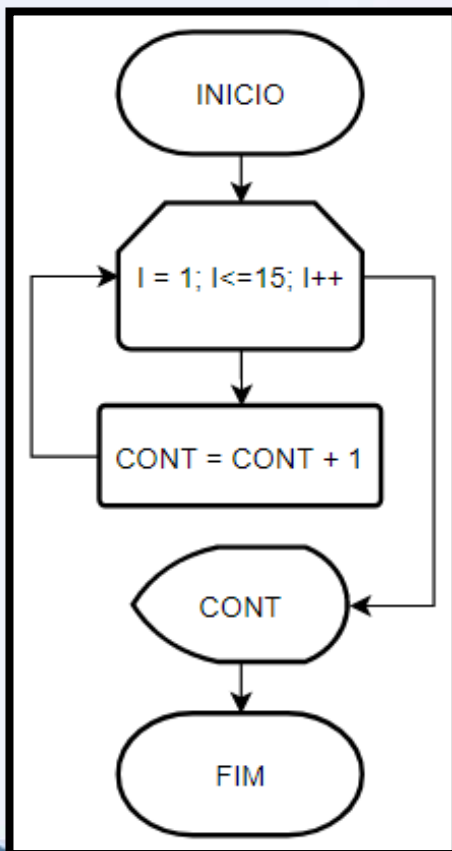 INICIO
I = 1; I<=15; I++
CONT = CONT + 1
CONT
FIM